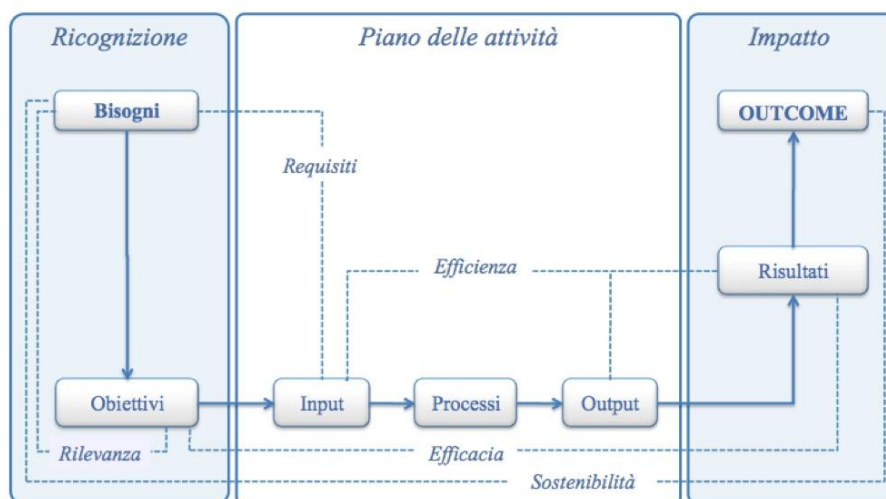 Ricognizione
Piano delle attività
Impatto
Bisogni
OUTCOME
Requisiti
Efficienza
Risultati
Obiettivi
Input
Processi
Output
Rilevanza
Efficacia
Sostenibilità